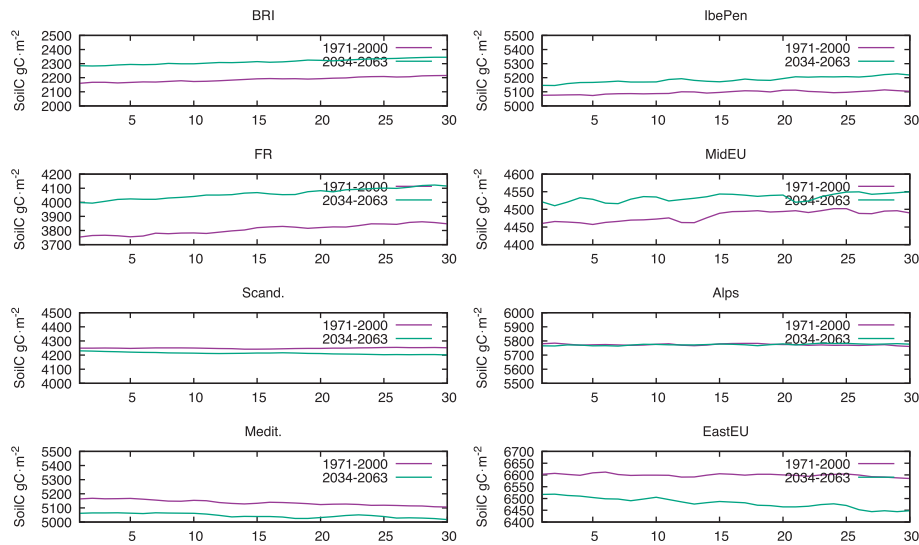 BRI
SoilC gC·m-2
2500
2400
2300
2200
2100
2000
1971-2000
2034-2063
5 10 15 20 25 30
IbePen
SoilC gC·m-2
5500
5400
5300
5200
5100
5000
1971-2000
2034-2063
5 10 15 20 25 30
FR
SoilC gC·m-2
4200
4100
4000
3900
3800
3700
1971-2000
2034-2063
5 10 15 20 25 30
MidEU
SoilC gC·m-2
4600
4550
4500
4450
4400
1971-2000
2034-2063
5 10 15 20 25 30
Scand.
SoilC gC·m-2
4500
4400
4300
4200
4100
4000
1971-2000
2034-2063
5 10 15 20 25 30
Alps
SoilC gC·m-2
6000
5900
5800
5700
5600
5500
1971-2000
2034-2063
5 10 15 20 25 30
Medit.
SoilC gC·m-2
5500
5400
5300
5200
5100
5000
1971-2000
2034-2063
5 10 15 20 25 30
EastEU
SoilC gC·m-2
6700
6650
6600
6550
6500
6450
6400
1971-2000
2034-2063
5 10 15 20 25 30